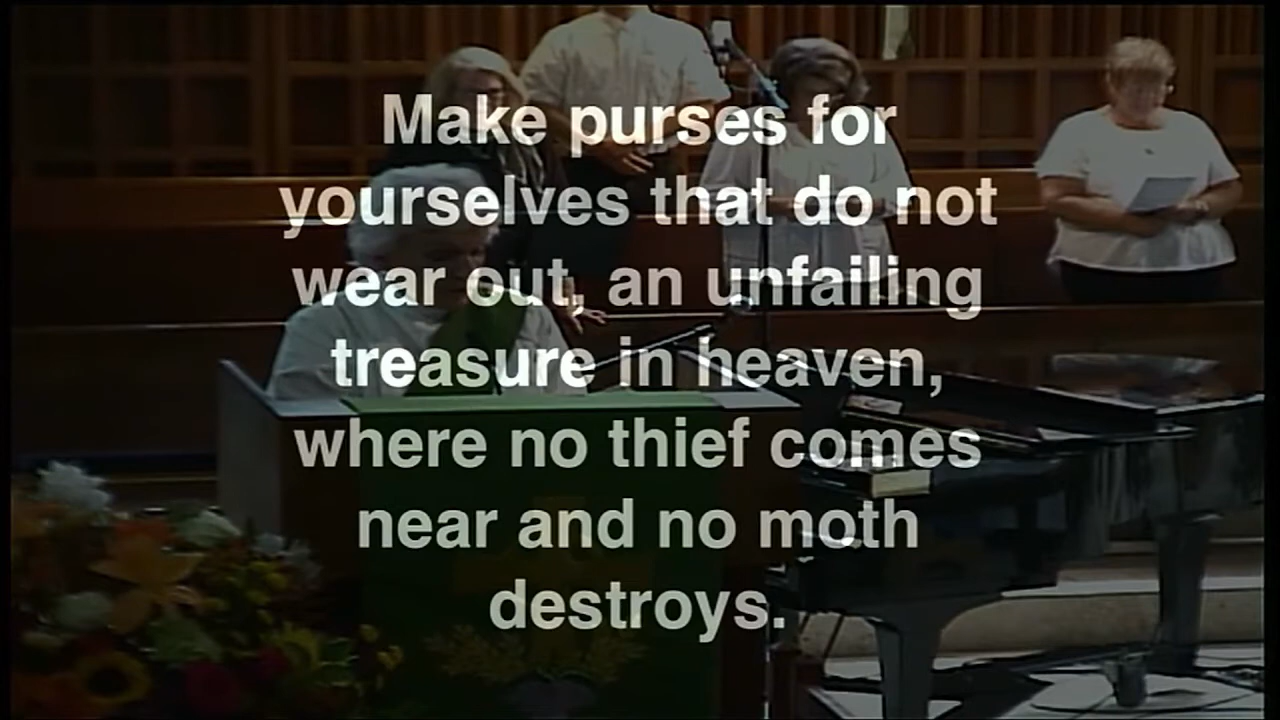 Make purses for
yourselves that do not
wear out, an unfailing
treasure in heaven,
where no thief comes
near and no moth
destroys.